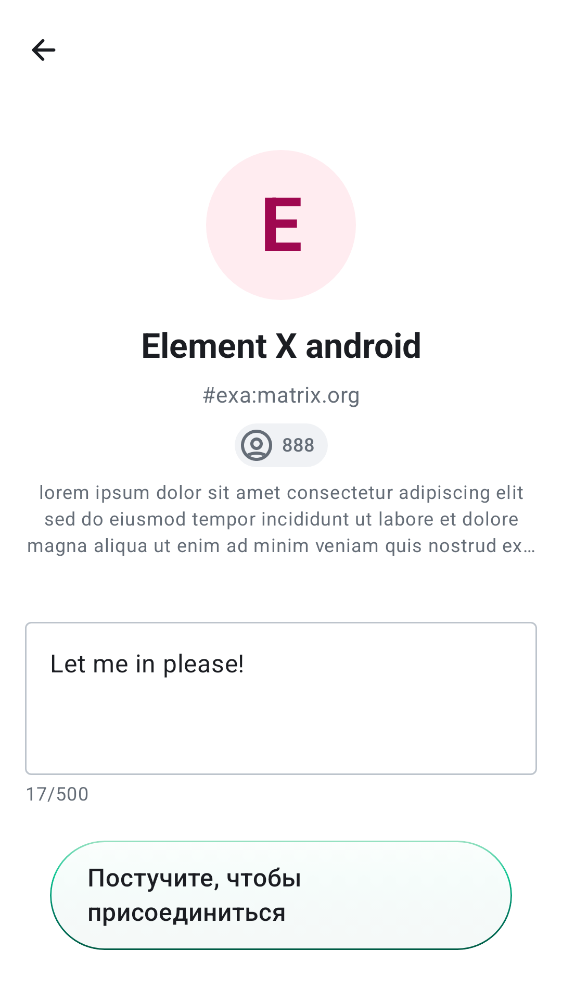 E
Element X android
#exa:matrix.org
888
lorem ipsum dolor sit amet consectetur adipiscing elit
sed do eiusmod tempor incididunt ut labore et dolore
magna aliqua ut enim ad minim veniam quis nostrud ex…
Let me in please!
17/500
Постучите, чтобы
присоединиться